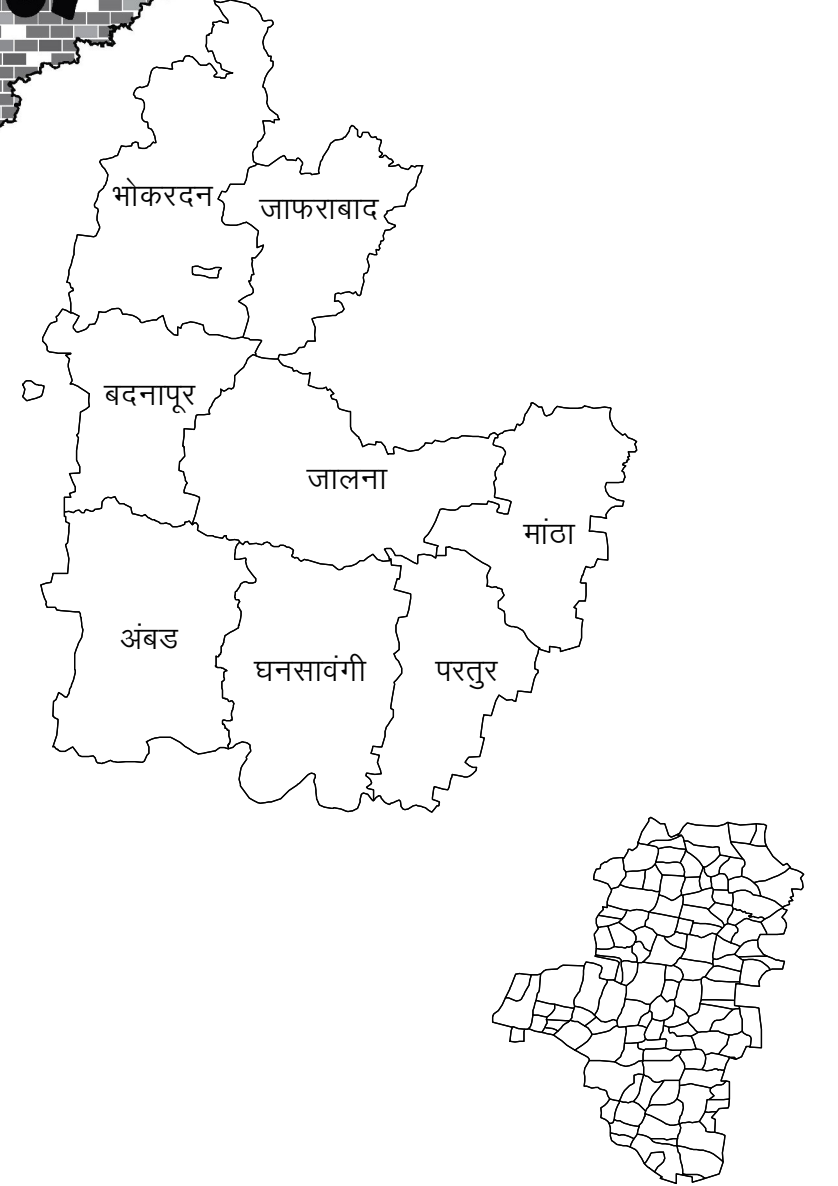 भोकरदन
जाफराबाद
बदनापूर
जालना
मांठा
अंबड
घनसावंगी
परतुर